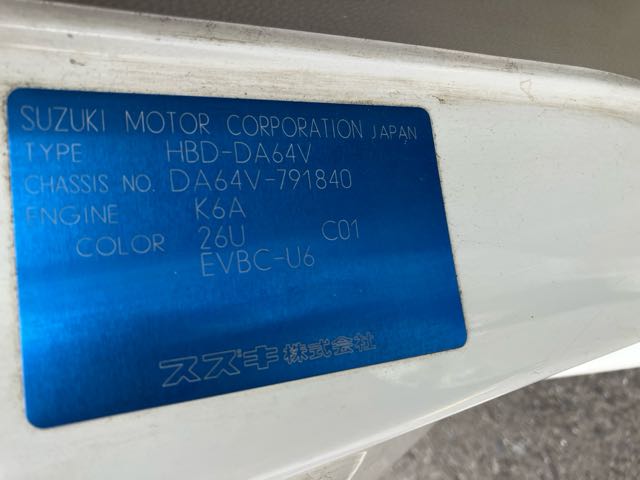 SUZUKI MOTOR CORPORATION JAPAN
TYPE HBD-DA64V
CHASSIS NO. DA64V-791840
ENGINE K6A
COLOR 26U C01
EVBC-U6
スズキ株式会社